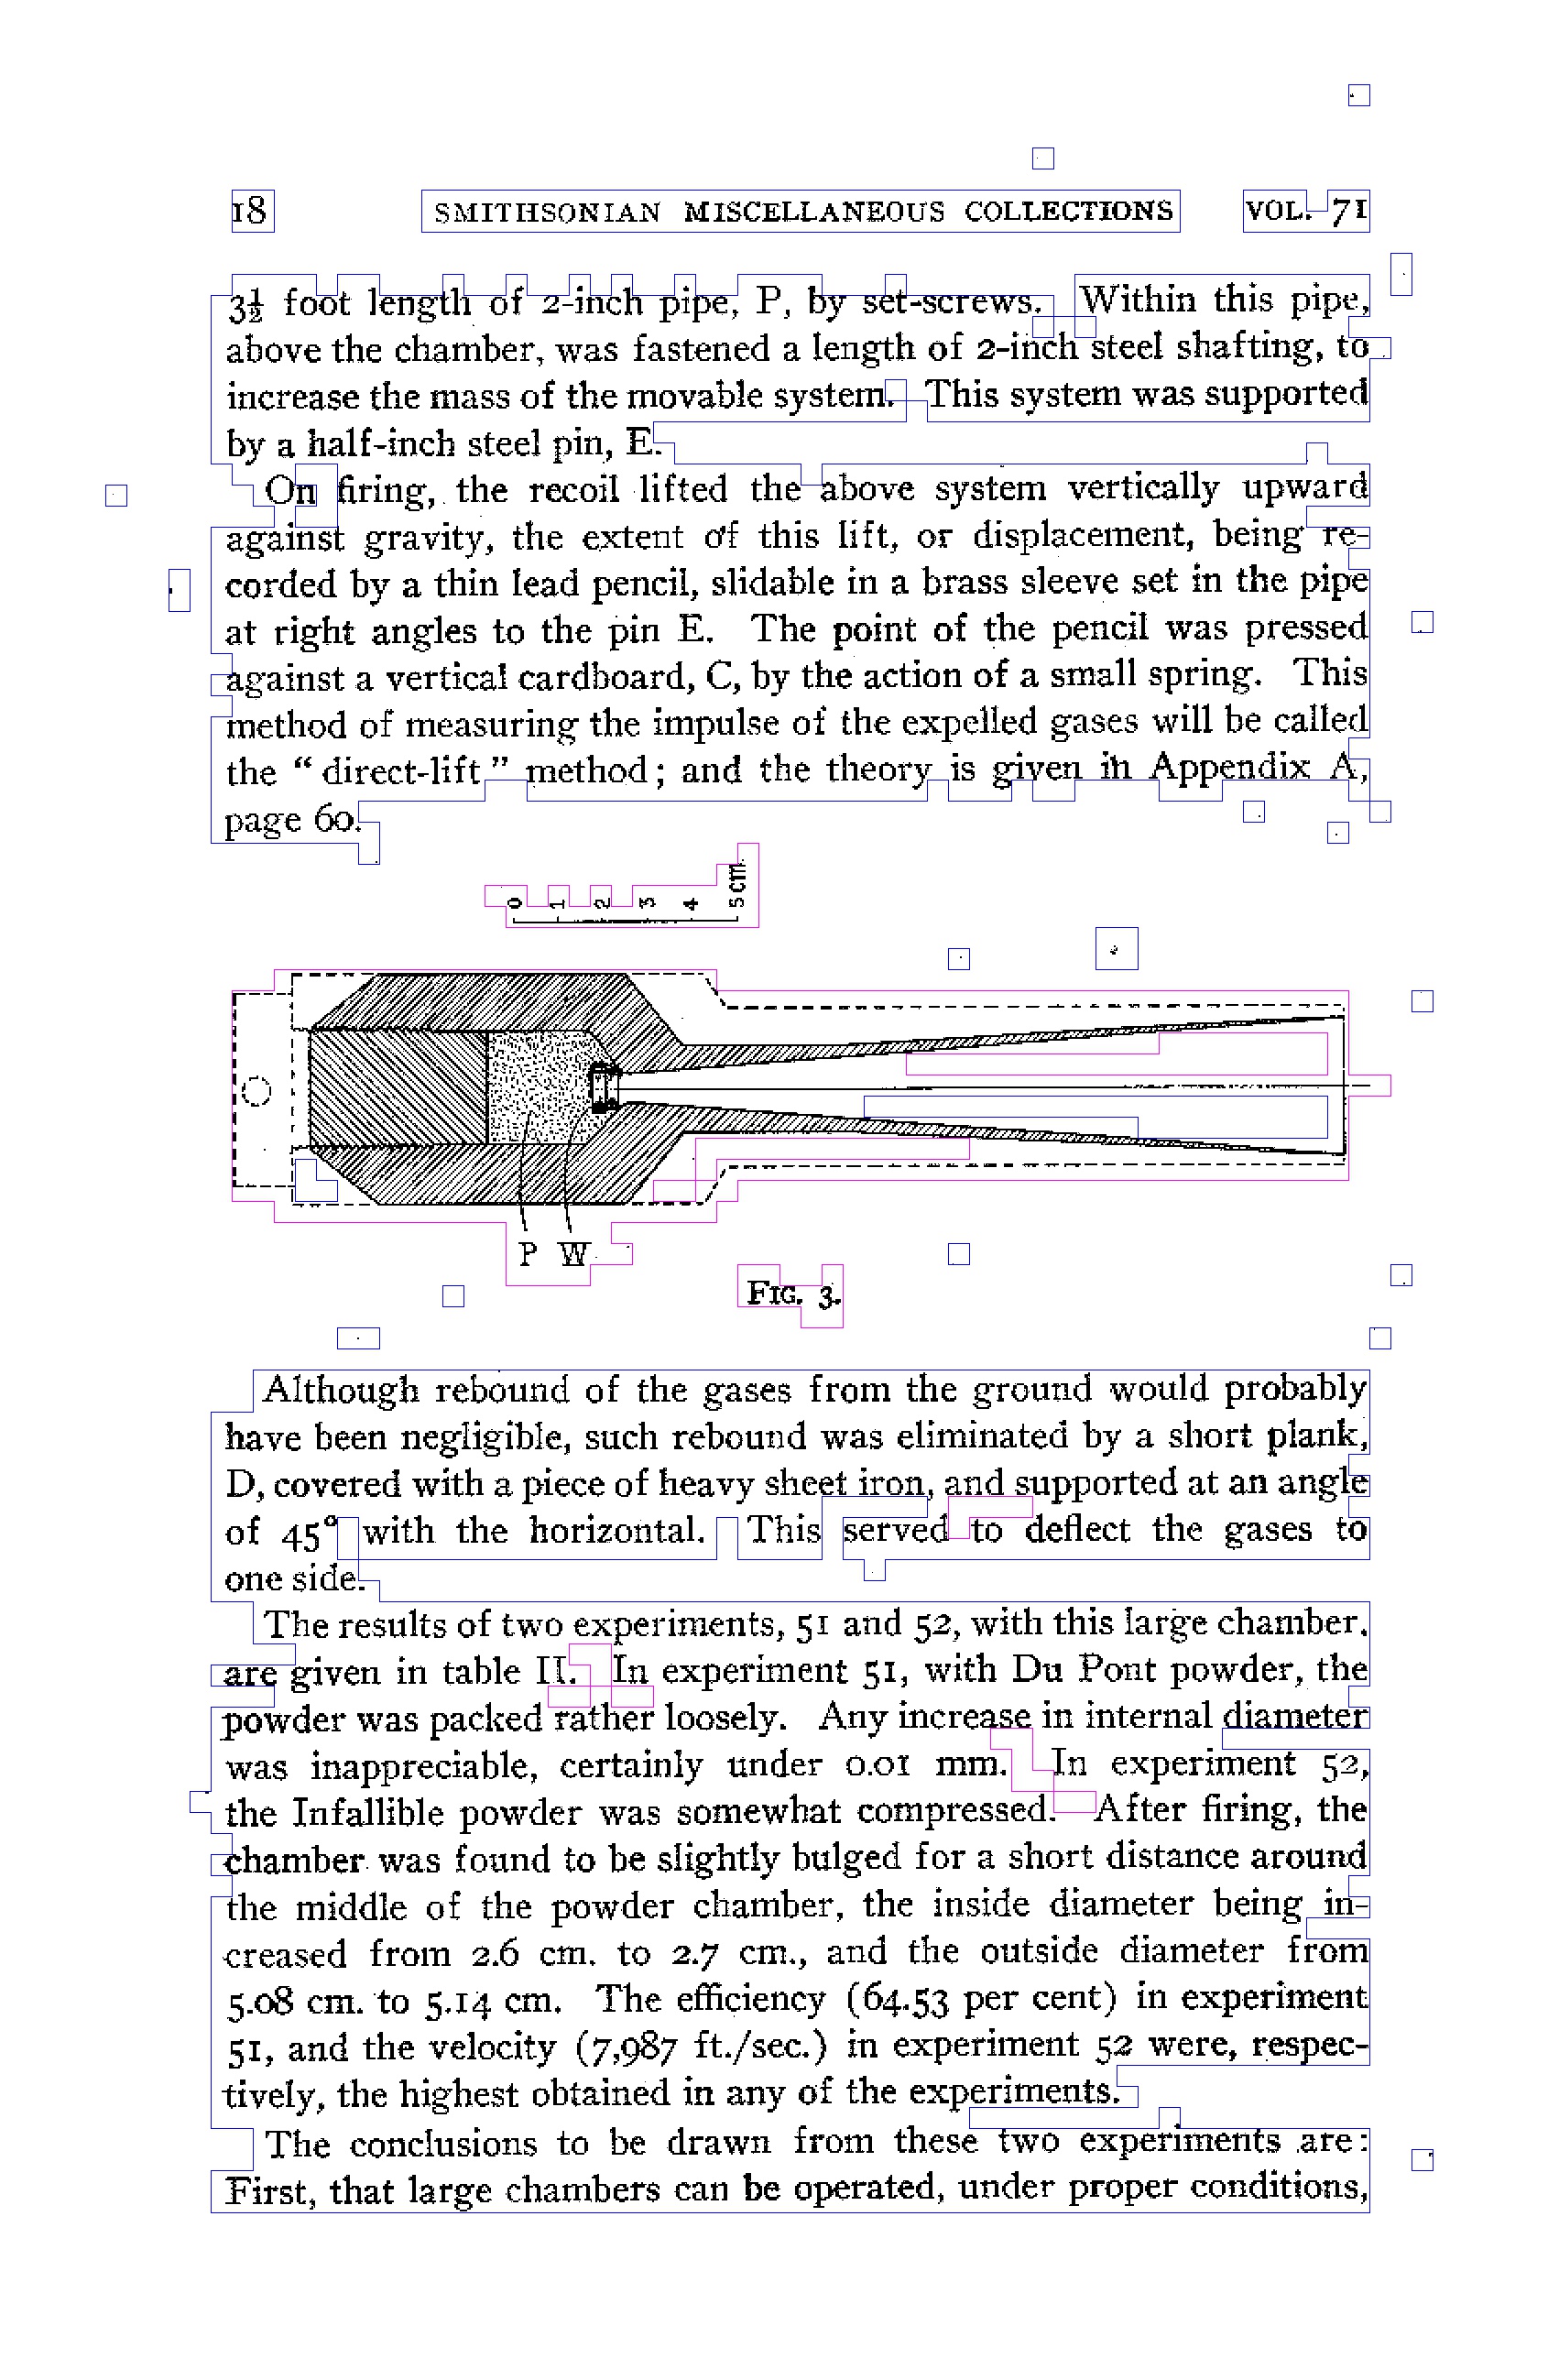 18 SMITHSONIAN MISCELLANEOUS COLLECTIONS VOL. 71
3½ foot length of 2-inch pipe, P, by set-screws. Within this pipe,
above the chamber, was fastened a length of 2-inch steel shafting, to
increase the mass of the movable system. This system was supported
by a half-inch steel pin, E.
On firing, the recoil lifted the above system vertically upward
against gravity, the extent of this lift, or displacement, being re-
corded by a thin lead pencil, slidable in a brass sleeve set in the pipe
at right angles to the pin E. The point of the pencil was pressed
against a vertical cardboard, C, by the action of a small spring. This
method of measuring the impulse of the expelled gases will be called
the “ direct-lift ” method ; and the theory is given in Appendix A,
page 60.
0 1 2 3 4 5 cm.
P W
FIG. 3.
Although rebound of the gases from the ground would probably
have been negligible, such rebound was eliminated by a short plank,
D, covered with a piece of heavy sheet iron, and supported at an angle
of 45° with the horizontal. This served to deflect the gases to
one side.
The results of two experiments, 51 and 52, with this large chamber.
are given in table II. In experiment 51, with Du Pont powder, the
powder was packed rather loosely. Any increase in internal diameter
was inappreciable, certainly under 0.01 mm. In experiment 52,
the Infallible powder was somewhat compressed. After firing, the
chamber was found to be slightly bulged for a short distance around
the middle of the powder chamber, the inside diameter being in-
creased from 2.6 cm. to 2.7 cm., and the outside diameter from
5.08 cm. to 5.14 cm. The efficiency (64.53 per cent) in experiment
51, and the velocity (7,987 ft./sec.) in experiment 52 were, respec-
tively, the highest obtained in any of the experiments.
The conclusions to be drawn from these two experiments are:
First, that large chambers can be operated, under proper conditions,